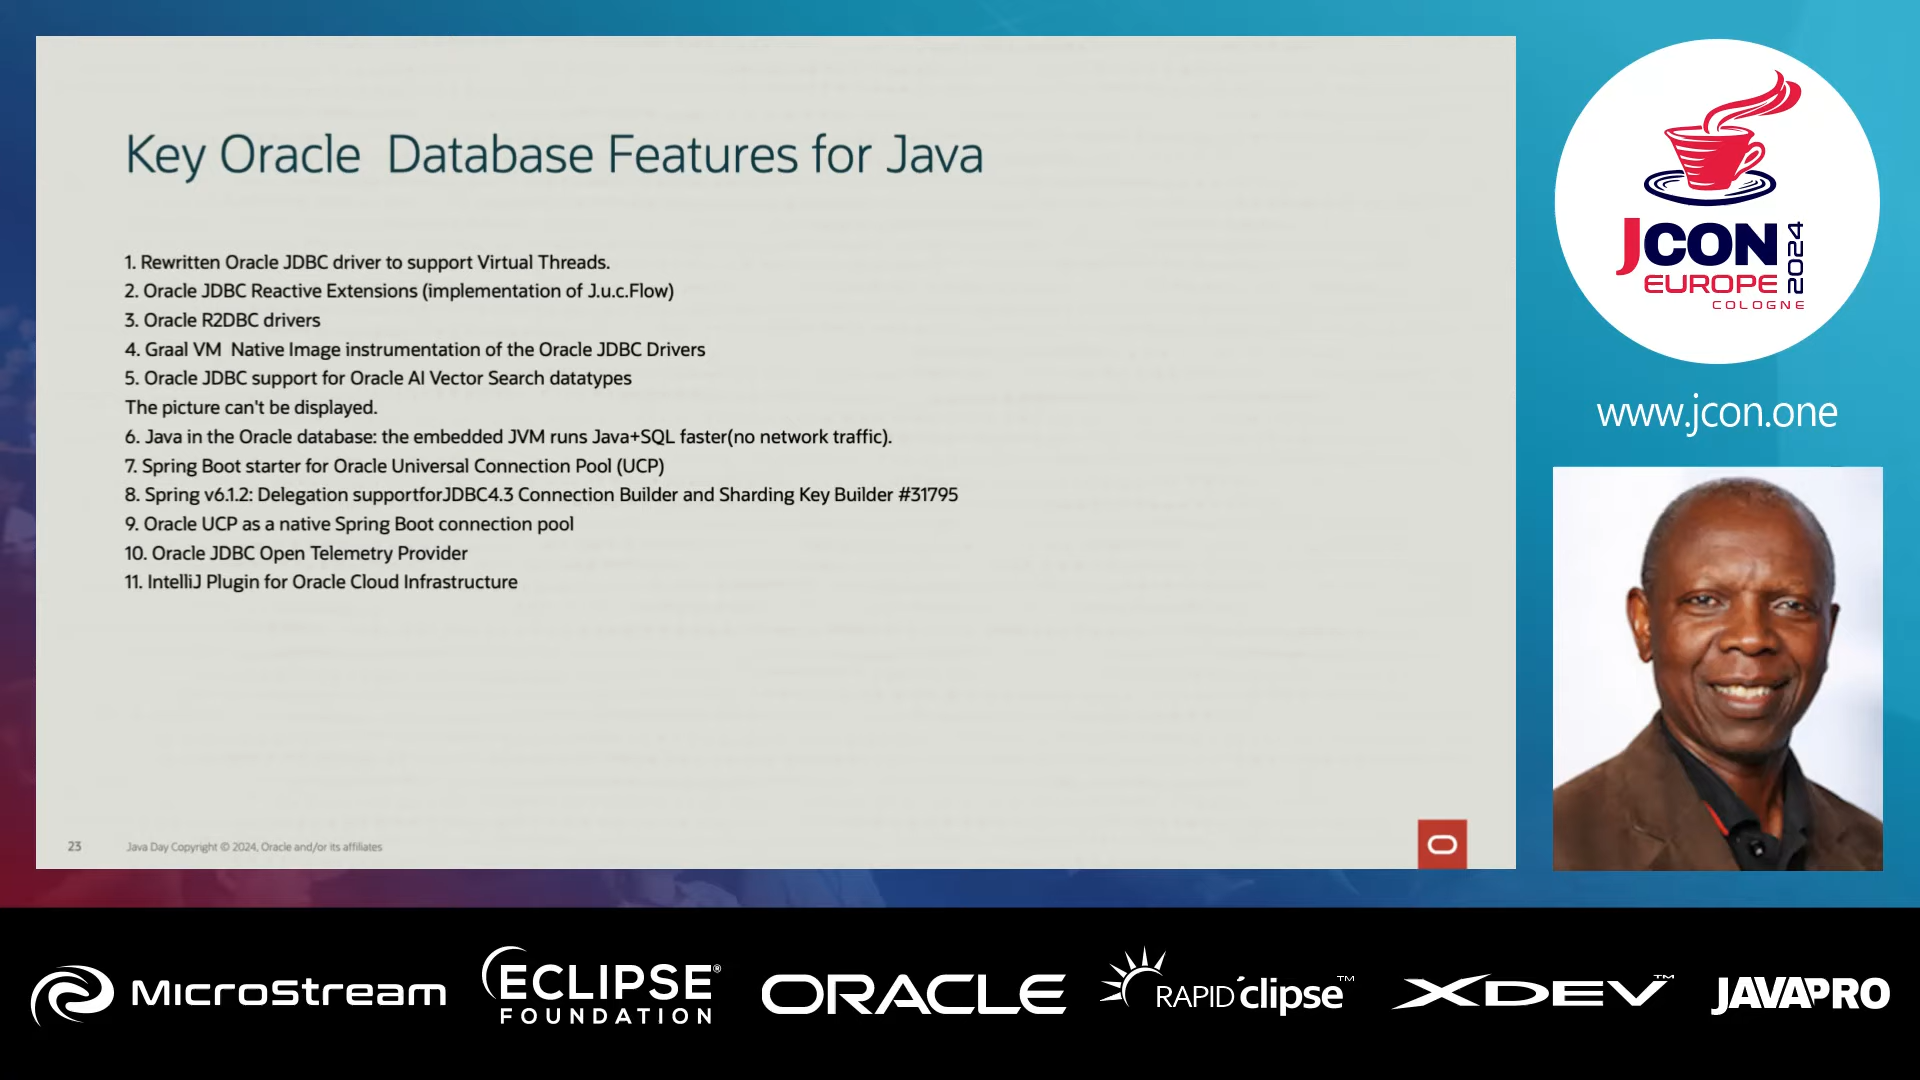 Key Oracle  Database Features for Java
1. Rewritten Oracle JDBC driver to support Virtual Threads.
2. Oracle JDBC Reactive Extensions (implementation of J.u.c.Flow)
3. Oracle R2DBC drivers
4. Graal VM  Native Image instrumentation of the Oracle JDBC Drivers
5. Oracle JDBC support for Oracle AI Vector Search datatypes
The picture can't be displayed.
6. Java in the Oracle database: the embedded JVM runs Java+SQL faster(no network traffic).
7. Spring Boot starter for Oracle Universal Connection Pool (UCP)
8. Spring v6.1.2: Delegation supportforJDBC4.3 Connection Builder and Sharding Key Builder #31795
9. Oracle UCP as a native Spring Boot connection pool
10. Oracle JDBC Open Telemetry Provider
11. IntelliJ Plugin for Oracle Cloud Infrastructure
23 Java Day Copyright © 2024, Oracle and/or its affiliates
JCON
EUROPE
COLOGNE
2024
www.jcon.one
MicroStream
ECLIPSE®
FOUNDATION
ORACLE
RAPID clipse™
XDEV™
JAVAPRO